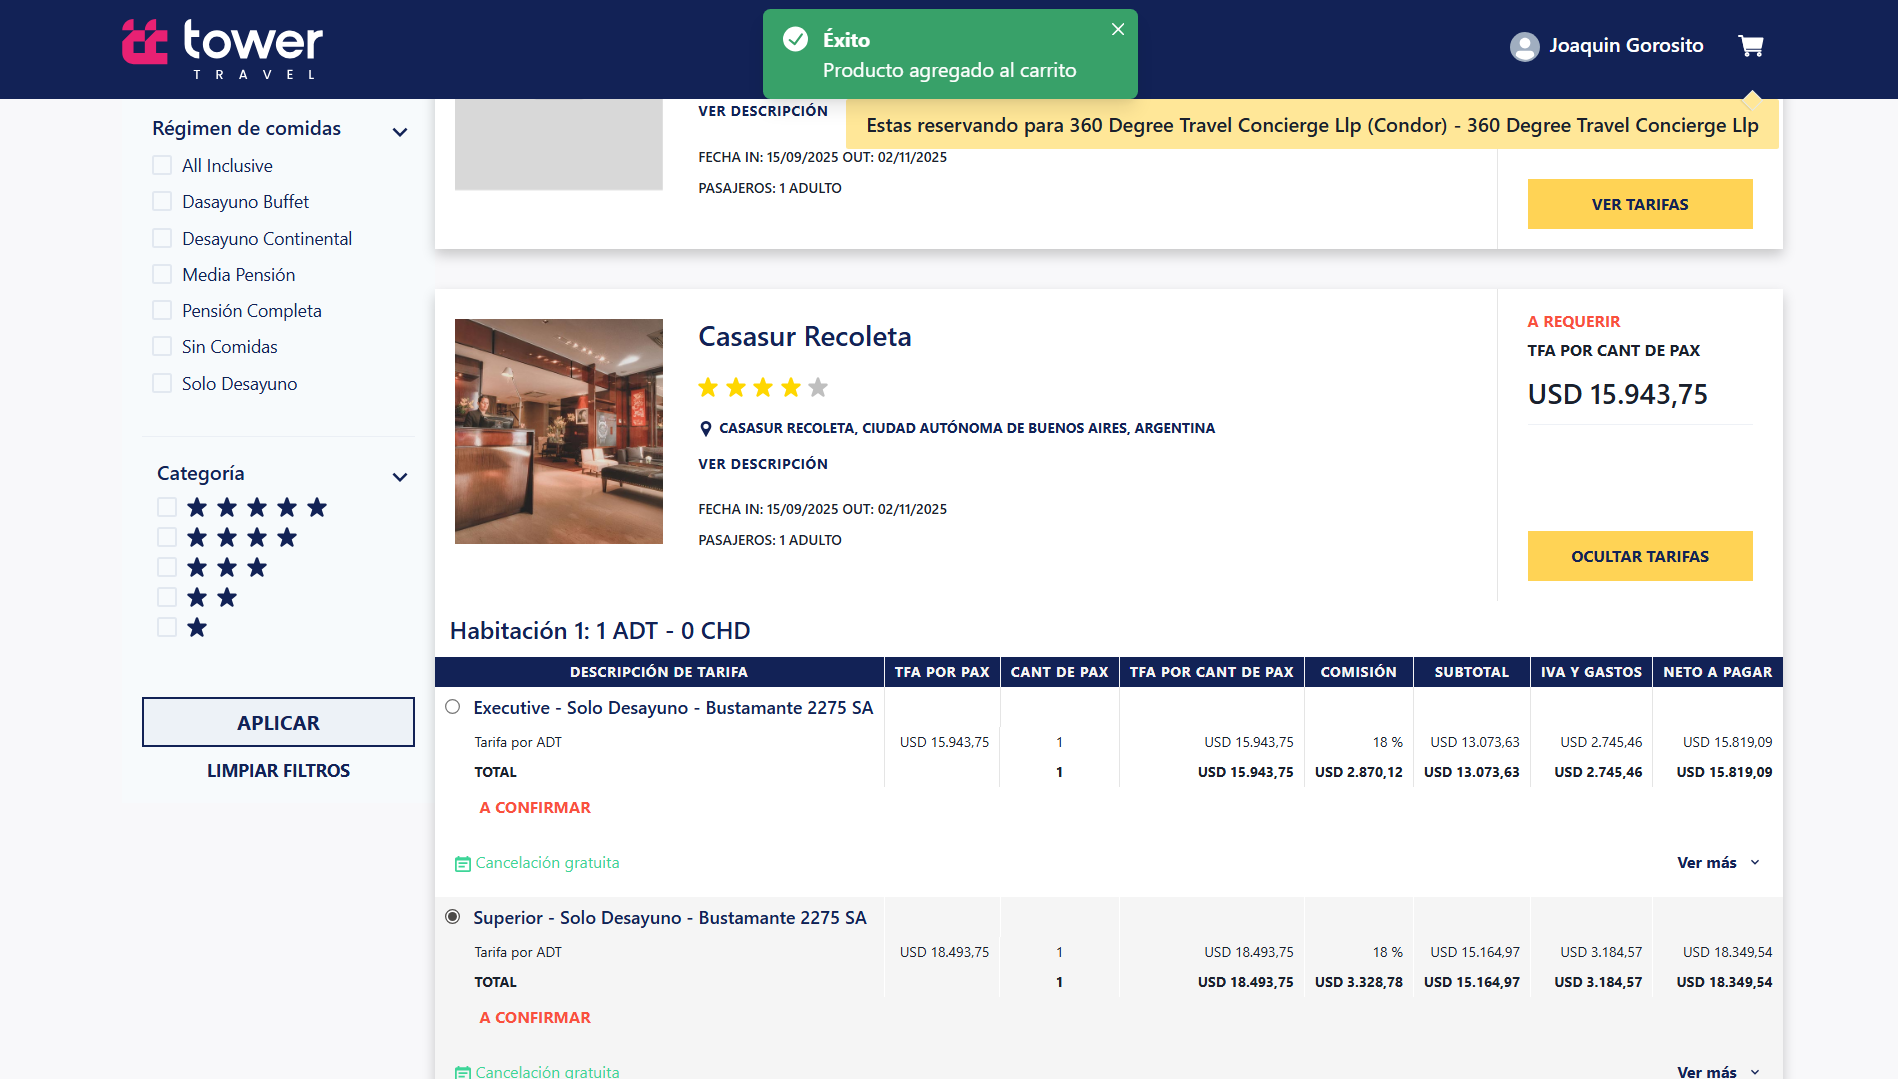 tower
TRAVEL
Éxito
Producto agregado al carrito
Joaquin Gorosito
Estas reservando para 360 Degree Travel Concierge Llp (Condor) - 360 Degree Travel Concierge Llp
Régimen de comidas
All Inclusive
Dasayuno Buffet
Desayuno Continental
Media Pensión
Pensión Completa
Sin Comidas
Solo Desayuno
Categoría
APLICAR
LIMPIAR FILTROS
VER DESCRIPCIÓN
FECHA IN: 15/09/2025 OUT: 02/11/2025
PASAJEROS: 1 ADULTO
VER TARIFAS
Casasur Recoleta
CASASUR RECOLETA, CIUDAD AUTÓNOMA DE BUENOS AIRES, ARGENTINA
VER DESCRIPCIÓN
FECHA IN: 15/09/2025 OUT: 02/11/2025
PASAJEROS: 1 ADULTO
A REQUERIR
TFA POR CANT DE PAX
USD 15.943,75
OCULTAR TARIFAS
Habitación 1: 1 ADT - 0 CHD
DESCRIPCIÓN DE TARIFA TFA POR PAX CANT DE PAX TFA POR CANT DE PAX COMISIÓN SUBTOTAL IVA Y GASTOS NETO A PAGAR
Executive - Solo Desayuno - Bustamante 2275 SA
Tarifa por ADT USD 15.943,75 1 USD 15.943,75 18 % USD 13.073,63 USD 2.745,46 USD 15.819,09
TOTAL 1 USD 15.943,75 USD 2.870,12 USD 13.073,63 USD 2.745,46 USD 15.819,09
A CONFIRMAR
Cancelación gratuita Ver más
Superior - Solo Desayuno - Bustamante 2275 SA
Tarifa por ADT USD 18.493,75 1 USD 18.493,75 18 % USD 15.164,97 USD 3.184,57 USD 18.349,54
TOTAL 1 USD 18.493,75 USD 3.328,78 USD 15.164,97 USD 3.184,57 USD 18.349,54
A CONFIRMAR
Cancelación gratuita Ver más